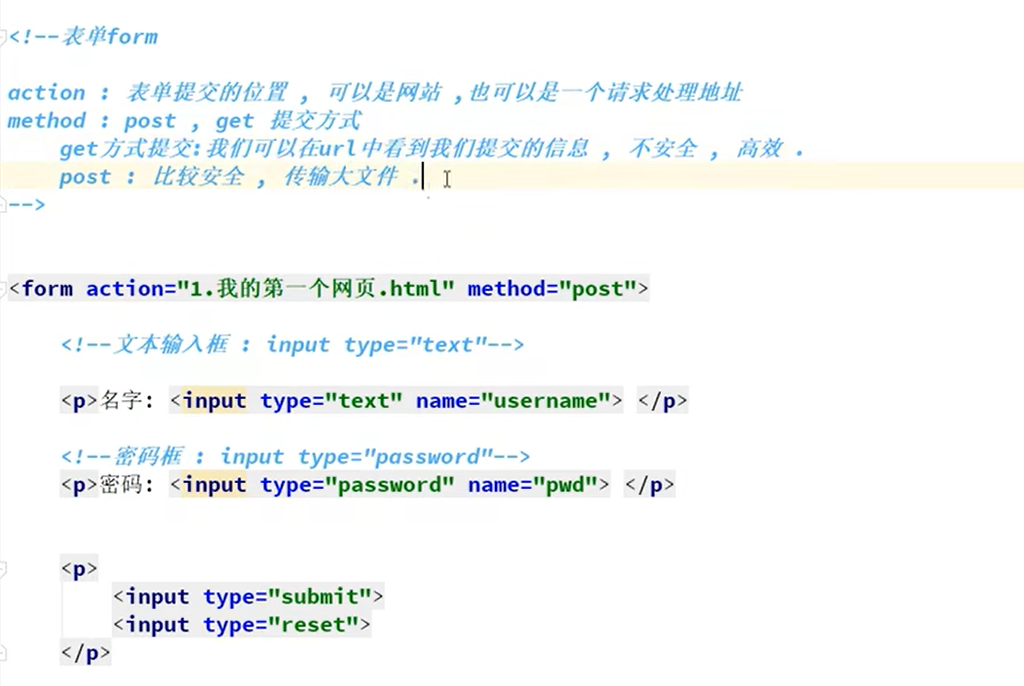 <!--表单form
action : 表单提交的位置 , 可以是网站 ,也可以是一个请求处理地址
method : post , get 提交方式
get方式提交:我们可以在url中看到我们提交的信息 , 不安全 , 高效 .
post : 比较安全 , 传输大文件 .
-->
<form action="1.我的第一个网页.html" method="post">
<!--文本输入框 : input type="text"-->
<p>名字: <input type="text" name="username"> </p>
<!--密码框 : input type="password"-->
<p>密码: <input type="password" name="pwd"> </p>
<p>
<input type="submit">
<input type="reset">
</p>